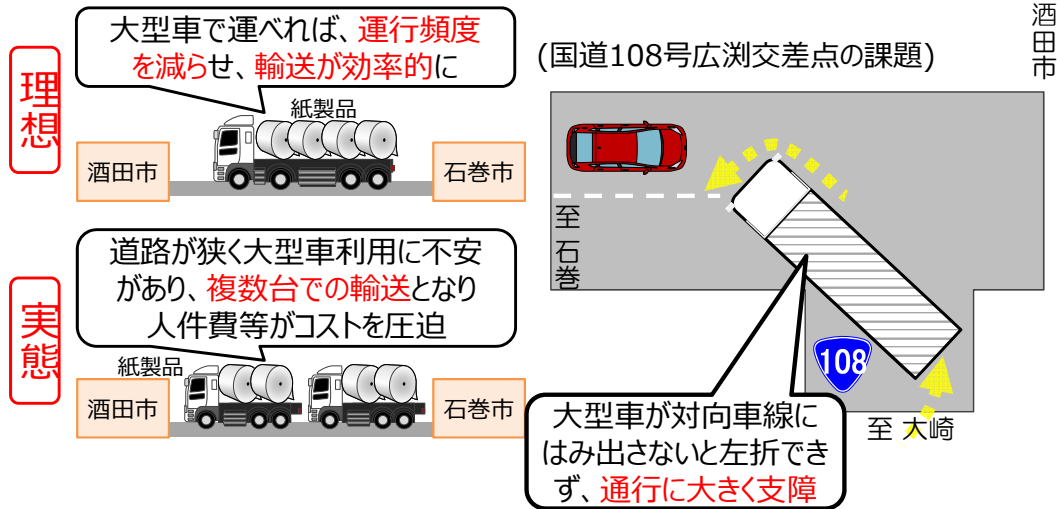 理想
大型車で運べれば、運行頻度
を減らせ、輸送が効率的に
紙製品
酒田市
石巻市
実態
道路が狭く大型車利用に不安
があり、複数台での輸送となり
人件費等がコストを圧迫
紙製品
酒田市
石巻市
(国道108号広渕交差点の課題)
酒田市
至 石巻
108
至 大崎
大型車が対向車線に
はみ出さないと左折でき
ず、通行に大きく支障